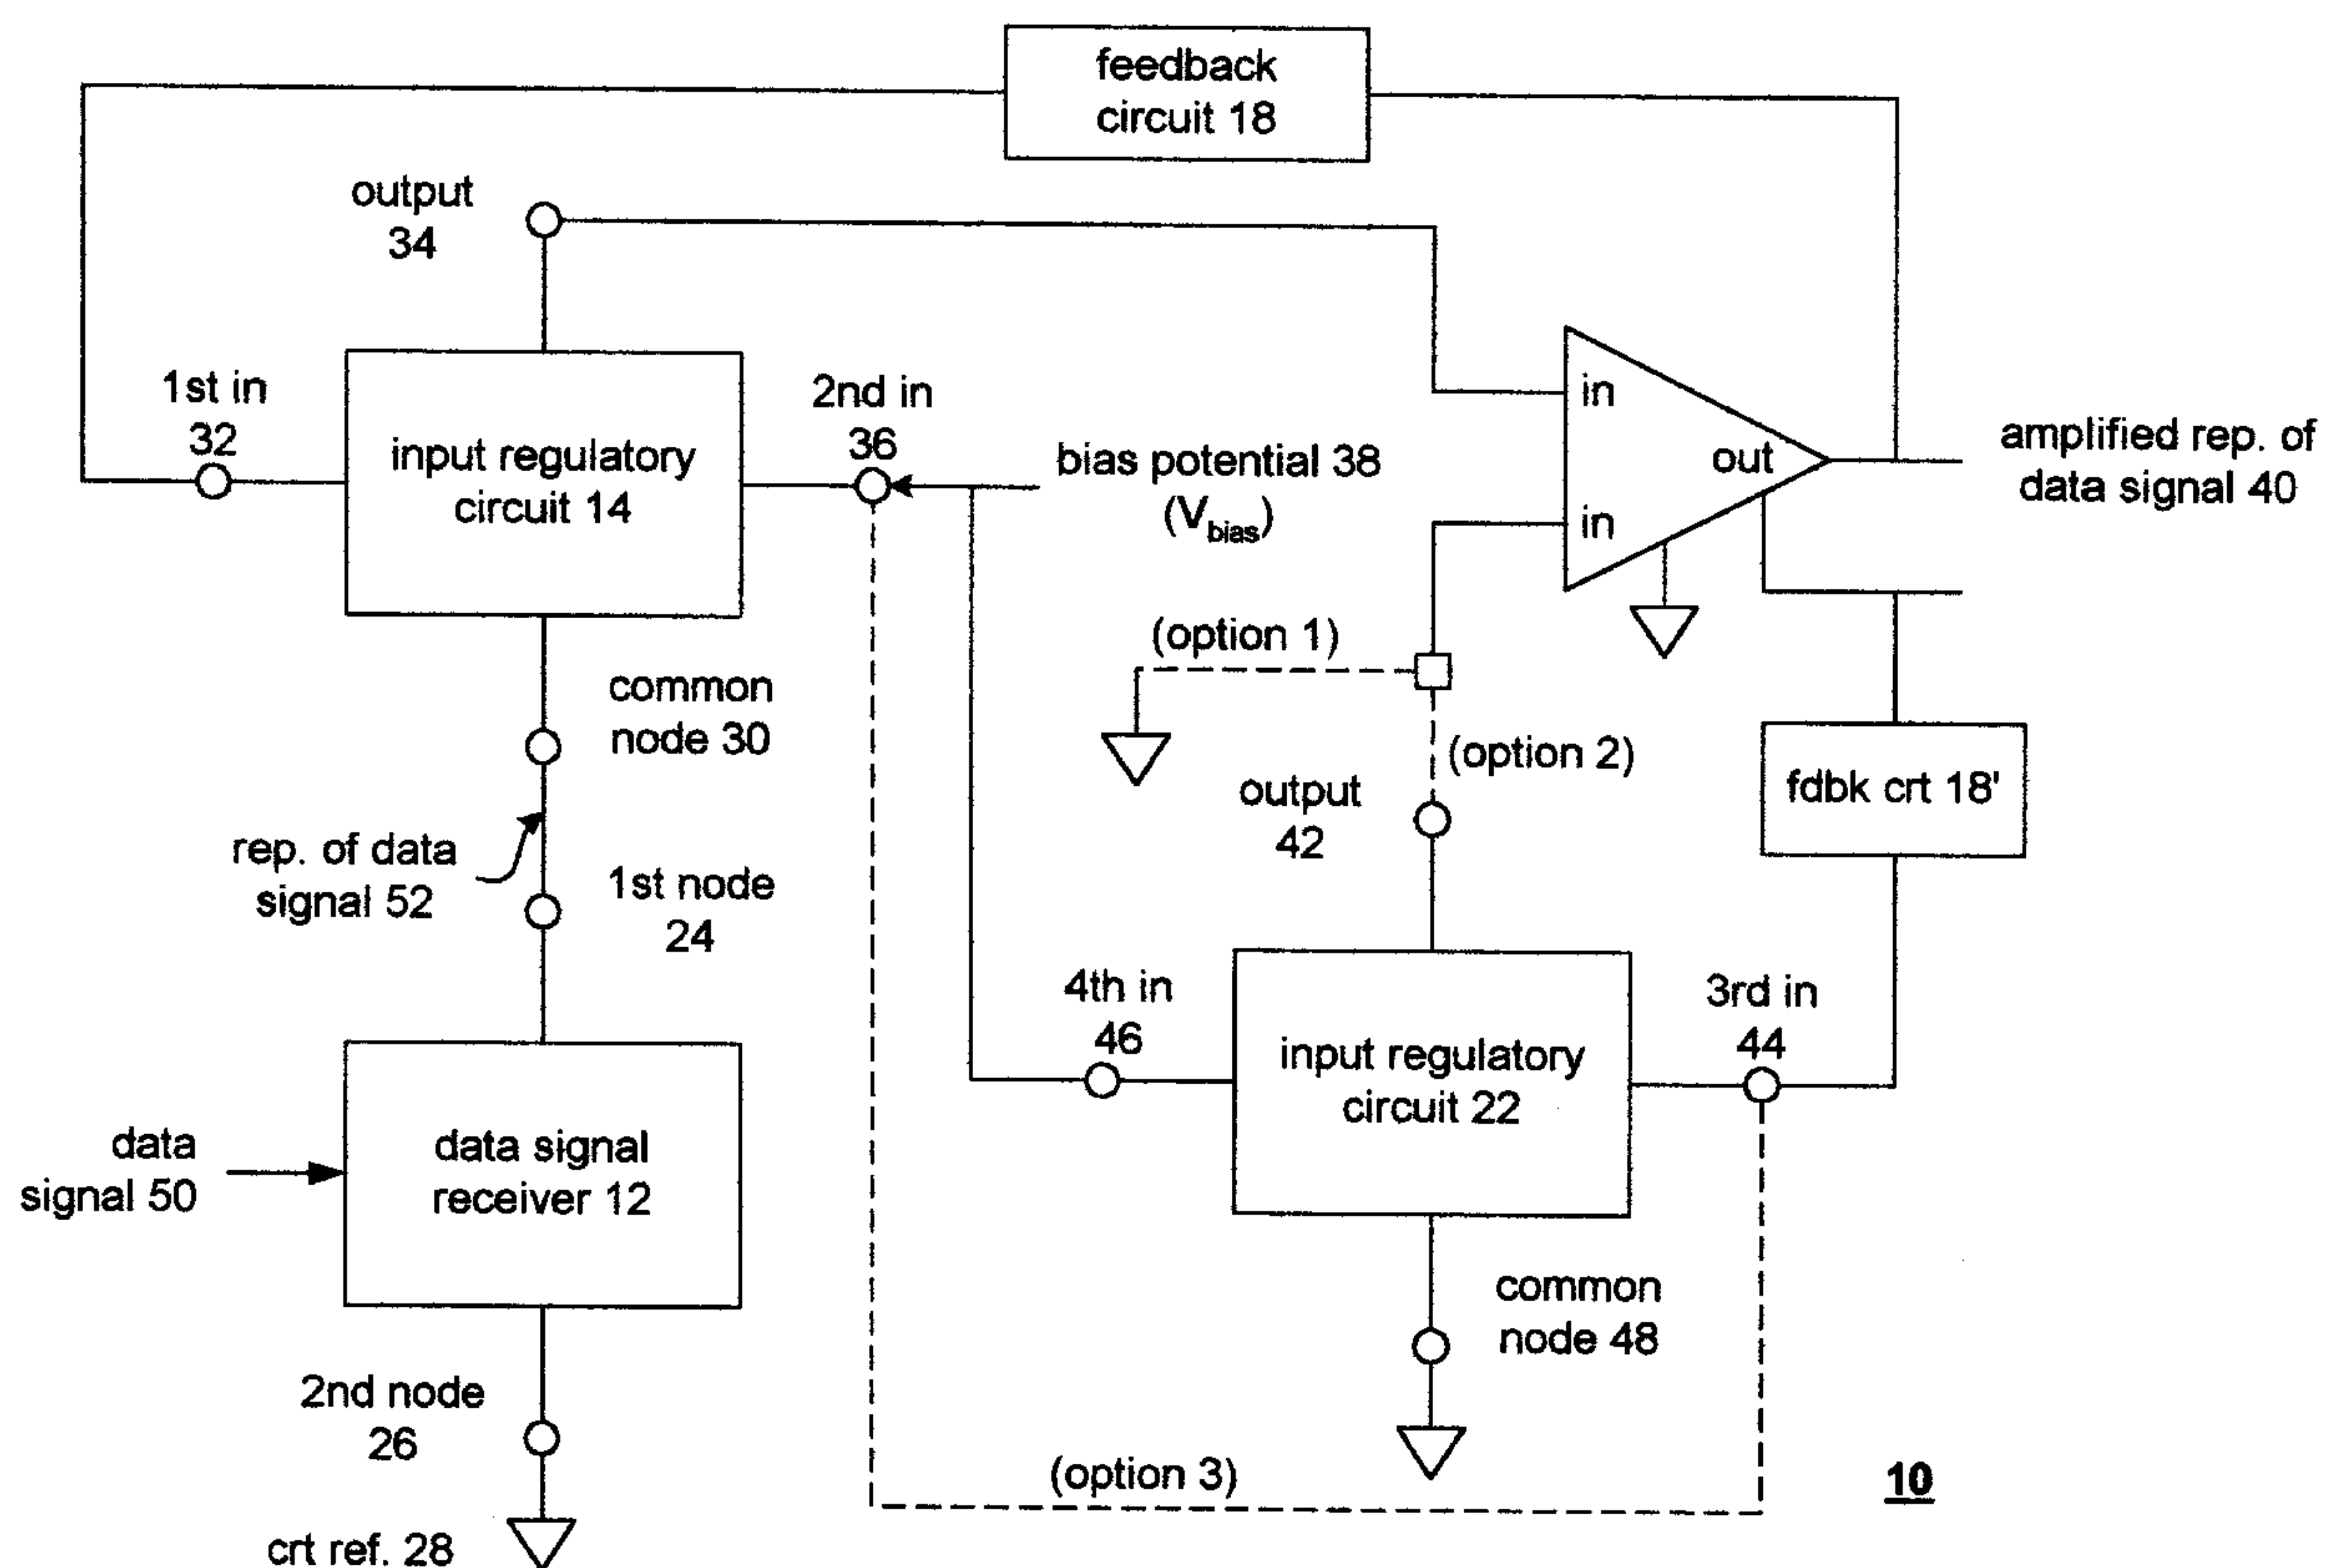 feedback
circuit 18
output
34
1st in
32
input regulatory
circuit 14
2nd in
36
bias potential 38
(Vbias)
in
in
out
amplified rep. of
data signal 40
(option 1)
common
node 30
(option 2)
output
42
fdbk crt 18'
rep. of data
signal 52
1st node
24
4th in
46
input regulatory
circuit 22
3rd in
44
data
signal 50
data signal
receiver 12
common
node 48
2nd node
26
(option 3)
10
crt ref. 28